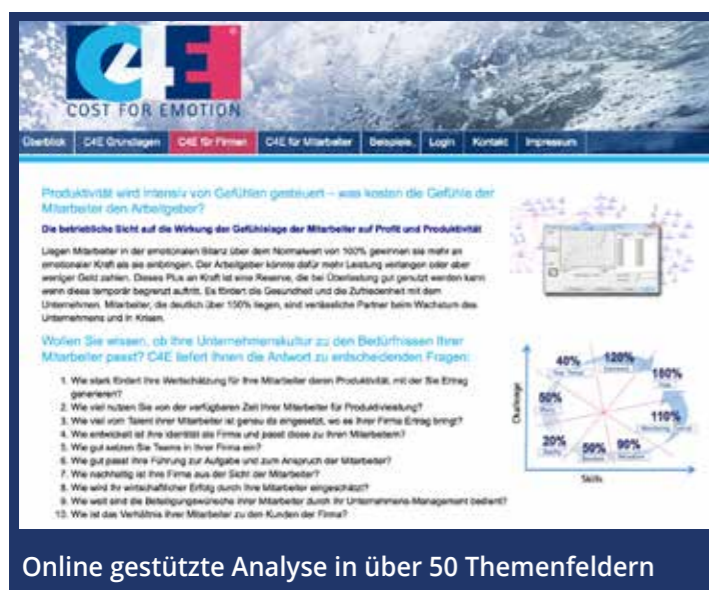 C4E®
COST FOR EMOTION
Überblick C4E Grundlagen C4E für Firmen C4E für Mitarbeiter Beispiele Login Kontakt Impressum
Produktivität wird intensiv von Gefühlen gesteuert – was kosten die Gefühle der
Mitarbeiter den Arbeitgeber?
Die betriebliche Sicht auf die Wirkung der Gefühlslage der Mitarbeiter auf Profit und Produktivität
Liegen Mitarbeiter in der emotionalen Bilanz über dem Normalwert von 100% gewinnen sie mehr an
emotionaler Kraft als sie einbringen. Der Arbeitgeber könnte dafür mehr Leistung verlangen oder aber
weniger Geld zahlen. Dieses Plus an Kraft ist eine Reserve, die bei Überlastung gut genutzt werden kann
wenn diese temporär begrenzt auftritt. Es fördert die Gesundheit und die Zufriedenheit mit dem
Unternehmen. Mitarbeiter, die deutlich über 150% liegen, sind verlässliche Partner beim Wachstum des
Unternehmens und in Krisen.
Wollen Sie wissen, ob Ihre Unternehmenskultur zu den Bedürfnissen Ihrer
Mitarbeiter passt? C4E liefert Ihnen die Antwort zu entscheidenden Fragen:
1. Wie stark fördert Ihre Wertschätzung für Ihre Mitarbeiter deren Produktivität, mit der Sie Ertrag
generieren?
2. Wie viel nutzen Sie von der verfügbaren Zeit Ihrer Mitarbeiter für Produktivleistung?
3. Wie viel vom Talent Ihrer Mitarbeiter ist genau da eingesetzt, wo es Ihrer Firma Ertrag bringt?
4. Wie entwickelt ist Ihre Identität als Firma und passt diese zu Ihren Mitarbeitern?
5. Wie gut setzen Sie Teams in Ihrer Firma ein?
6. Wie gut passt Ihre Führung zur Aufgabe und zum Anspruch der Mitarbeiter?
7. Wie nachhaltig ist Ihre Firma aus der Sicht der Mitarbeiter?
8. Wie wird Ihr wirtschaftlicher Erfolg durch Ihre Mitarbeiter eingeschätzt?
9. Wie weit sind die Beteiligungswünsche Ihrer Mitarbeiter durch Ihr Unternehmens-Management bedient?
10. Wie ist das Verhältnis Ihrer Mitarbeiter zu den Kunden der Firma?
Challenge
40% 120%
180%
50%
110%
20% 50% 90%
Skills
Online gestützte Analyse in über 50 Themenfeldern